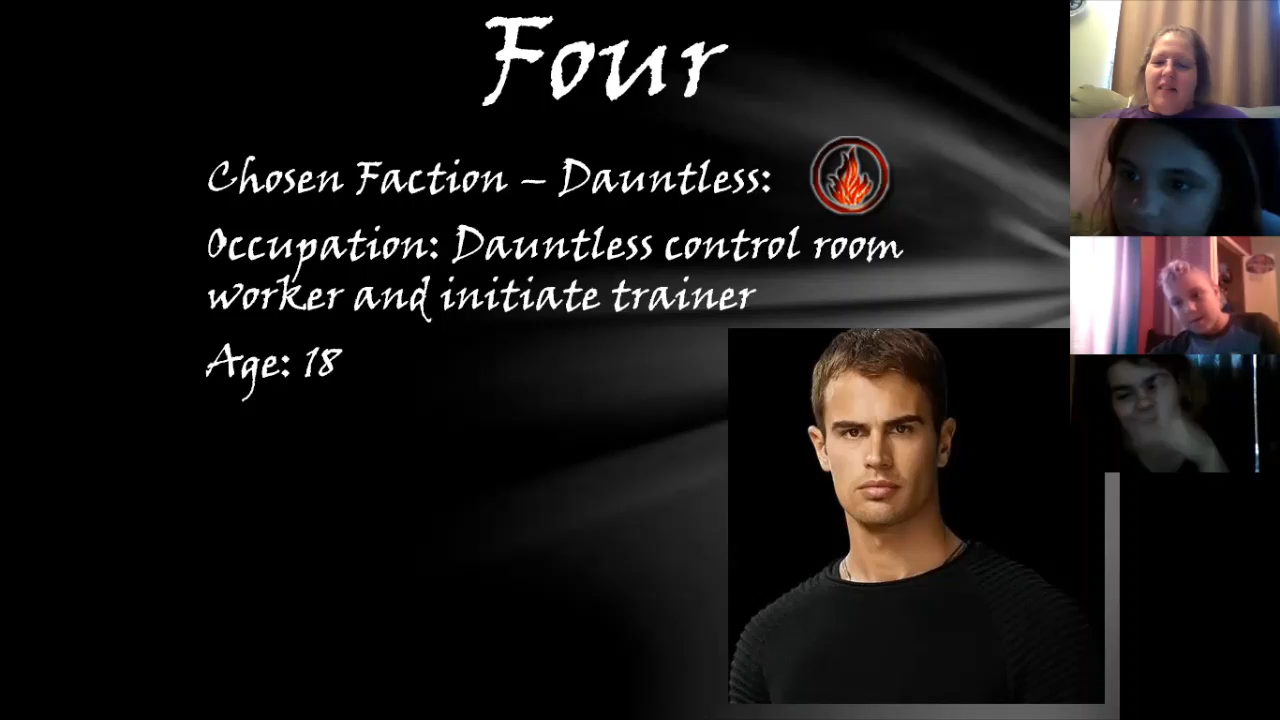 Four
Chosen Faction – Dauntless:
Occupation: Dauntless control room
worker and initiate trainer
Age: 18